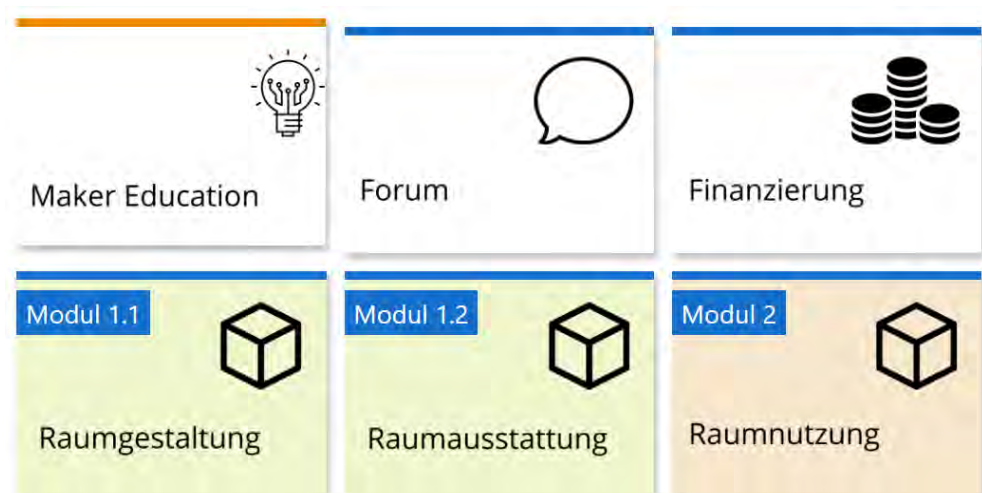 Maker Education
Forum
Finanzierung
Modul 1.1
Raumgestaltung
Modul 1.2
Raumausstattung
Modul 2
Raumnutzung